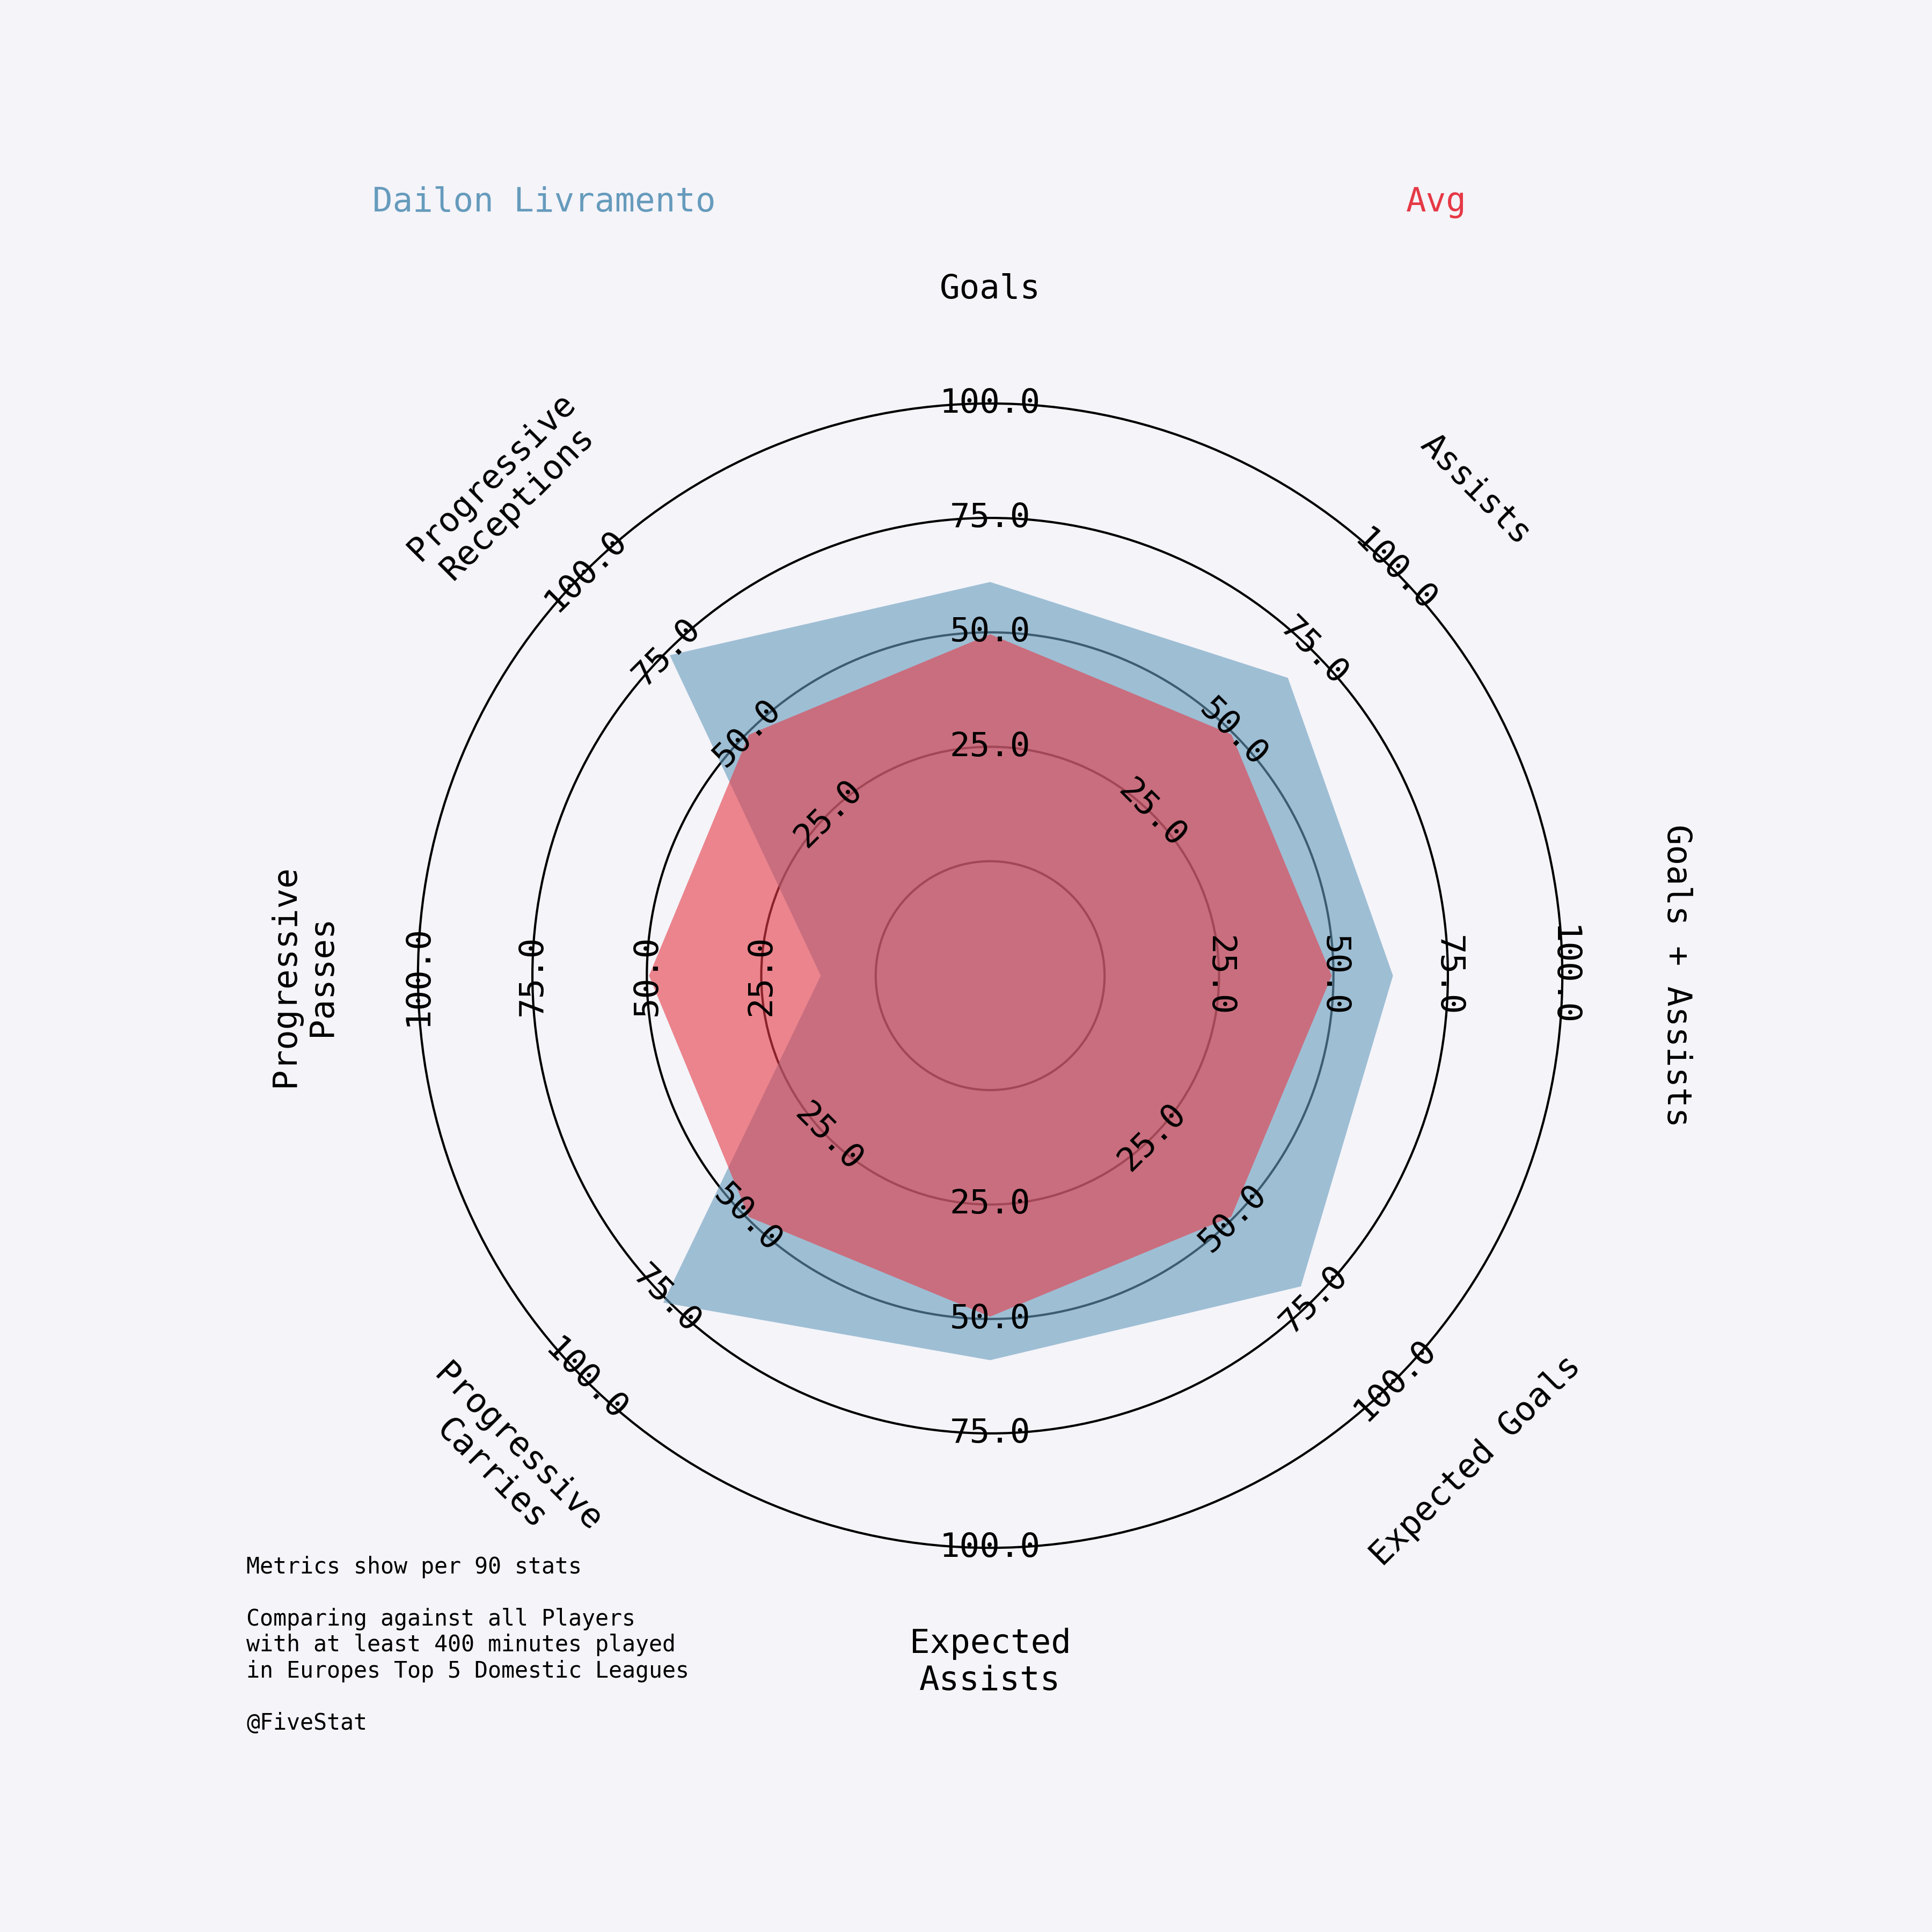 Dailon Livramento
Avg
Goals
Assists
Goals + Assists
Expected Goals
Expected
Assists
Progressive
Carries
Progressive
Passes
Progressive
Receptions
25.0
50.0
75.0
100.0
25.0
50.0
75.0
100.0
25.0
50.0
75.0
100.0
25.0
50.0
75.0
100.0
25.0
50.0
75.0
100.0
25.0
50.0
75.0
100.0
25.0
50.0
75.0
100.0
25.0
50.0
75.0
100.0
Metrics show per 90 stats
Comparing against all Players
with at least 400 minutes played
in Europes Top 5 Domestic Leagues
@FiveStat